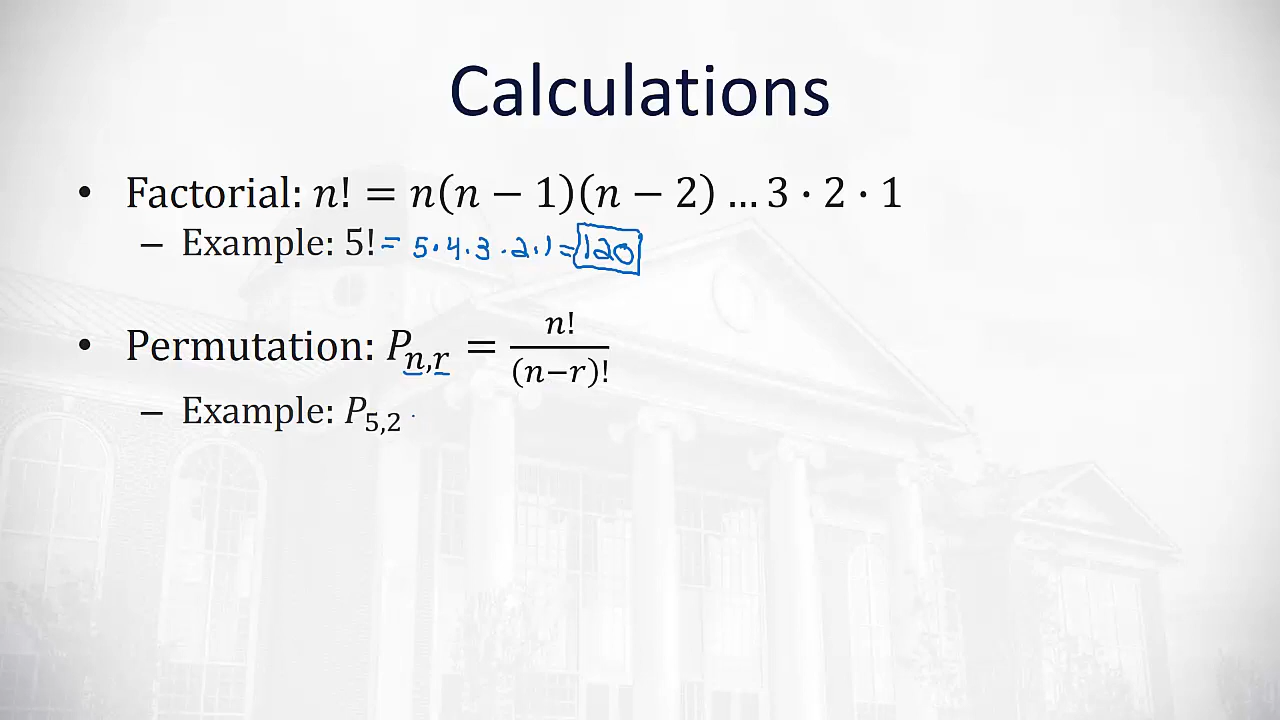 Calculations
• Factorial: n! = n(n − 1)(n − 2) … 3 · 2 · 1
– Example: 5! = 5 · 4 · 3 · 2 · 1 = 120
• Permutation: Pₙ,ᵣ = n! / (n−r)!
– Example: P₅,₂